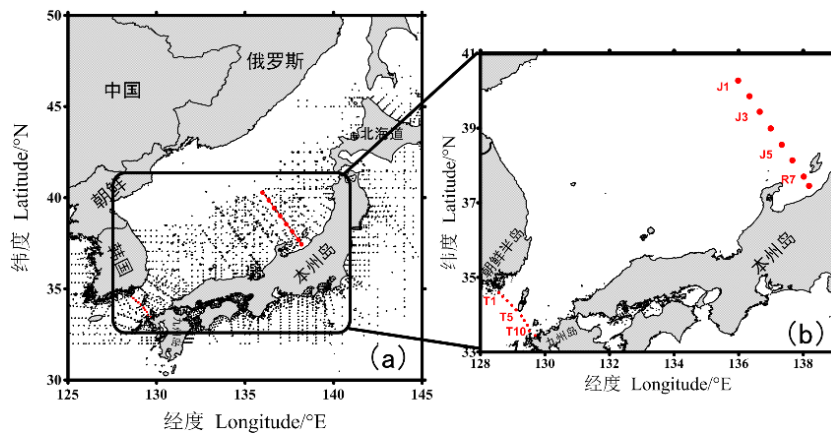 50
45
40
35
30
125
130
135
140
145
纬度 Latitude/°N
经度 Longitude/°E
中国
俄罗斯
北海道
朝鲜
韩国
本州岛
(a)
41
39
37
35
33
128
130
132
134
136
138
纬度 Latitude/°N
经度 Longitude/°E
J1
J3
J5
R7
朝鲜半岛
T1
T5
T10
九州岛
本州岛
(b)